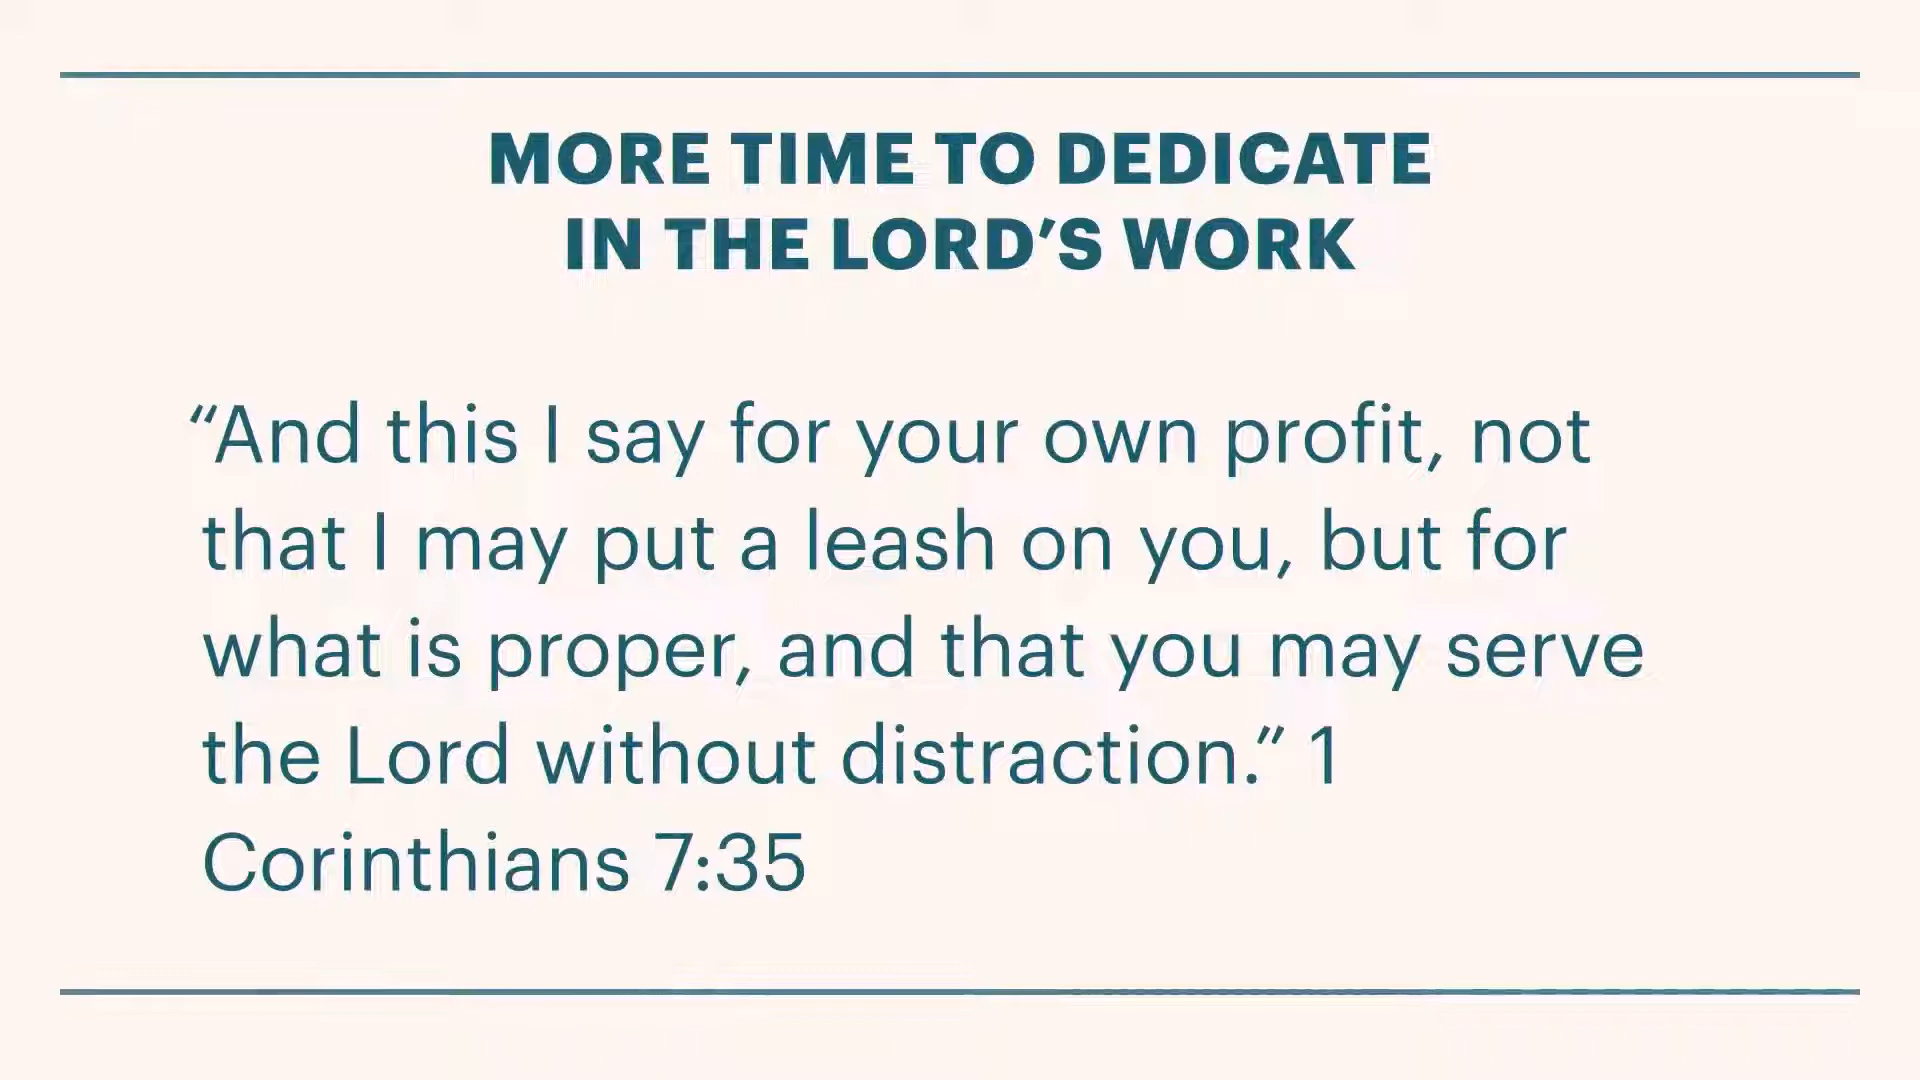 MORE TIME TO DEDICATE
IN THE LORD’S WORK
“And this I say for your own profit, not
that I may put a leash on you, but for
what is proper, and that you may serve
the Lord without distraction.” 1
Corinthians 7:35